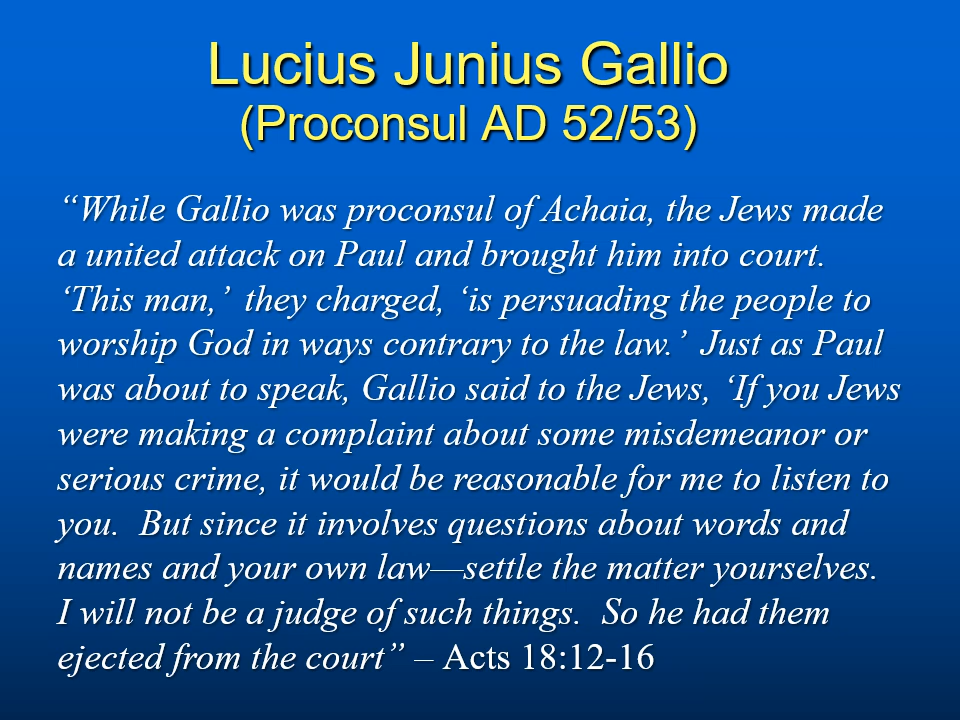 Lucius Junius Gallio
(Proconsul AD 52/53)
“While Gallio was proconsul of Achaia, the Jews made
a united attack on Paul and brought him into court.
‘This man,’ they charged, ‘is persuading the people to
worship God in ways contrary to the law.’ Just as Paul
was about to speak, Gallio said to the Jews, ‘If you Jews
were making a complaint about some misdemeanor or
serious crime, it would be reasonable for me to listen to
you. But since it involves questions about words and
names and your own law—settle the matter yourselves.
I will not be a judge of such things. So he had them
ejected from the court” – Acts 18:12-16